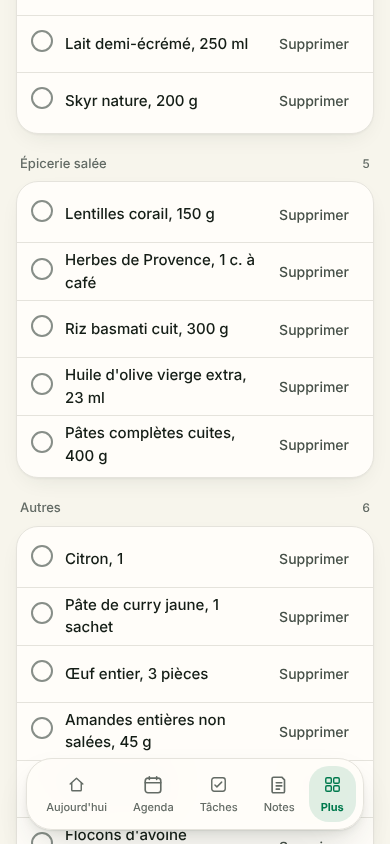 Lait demi-écrémé, 250 ml
Supprimer
Skyr nature, 200 g
Supprimer
Épicerie salée
5
Lentilles corail, 150 g
Supprimer
Herbes de Provence, 1 c. à
café
Supprimer
Riz basmati cuit, 300 g
Supprimer
Huile d'olive vierge extra,
23 ml
Supprimer
Pâtes complètes cuites,
400 g
Supprimer
Autres
6
Citron, 1
Supprimer
Pâte de curry jaune, 1
sachet
Supprimer
Œuf entier, 3 pièces
Supprimer
Amandes entières non
salées, 45 g
Supprimer
Aujourd'hui
Agenda
Tâches
Notes
Plus
Flocons d'avoine